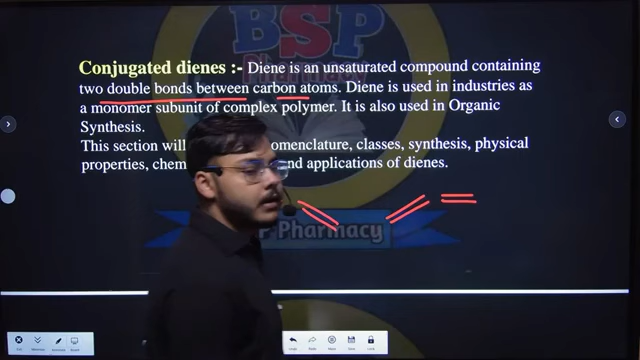 BSP
Pharmacy
Conjugated dienes :- Diene is an unsaturated compound containing
two double bonds between carbon atoms. Diene is used in industries as
a monomer subunit of complex polymer. It is also used in Organic
Synthesis.
This section will omenclature, classes, synthesis, physical
properties, chem and applications of dienes.
P Pharmacy